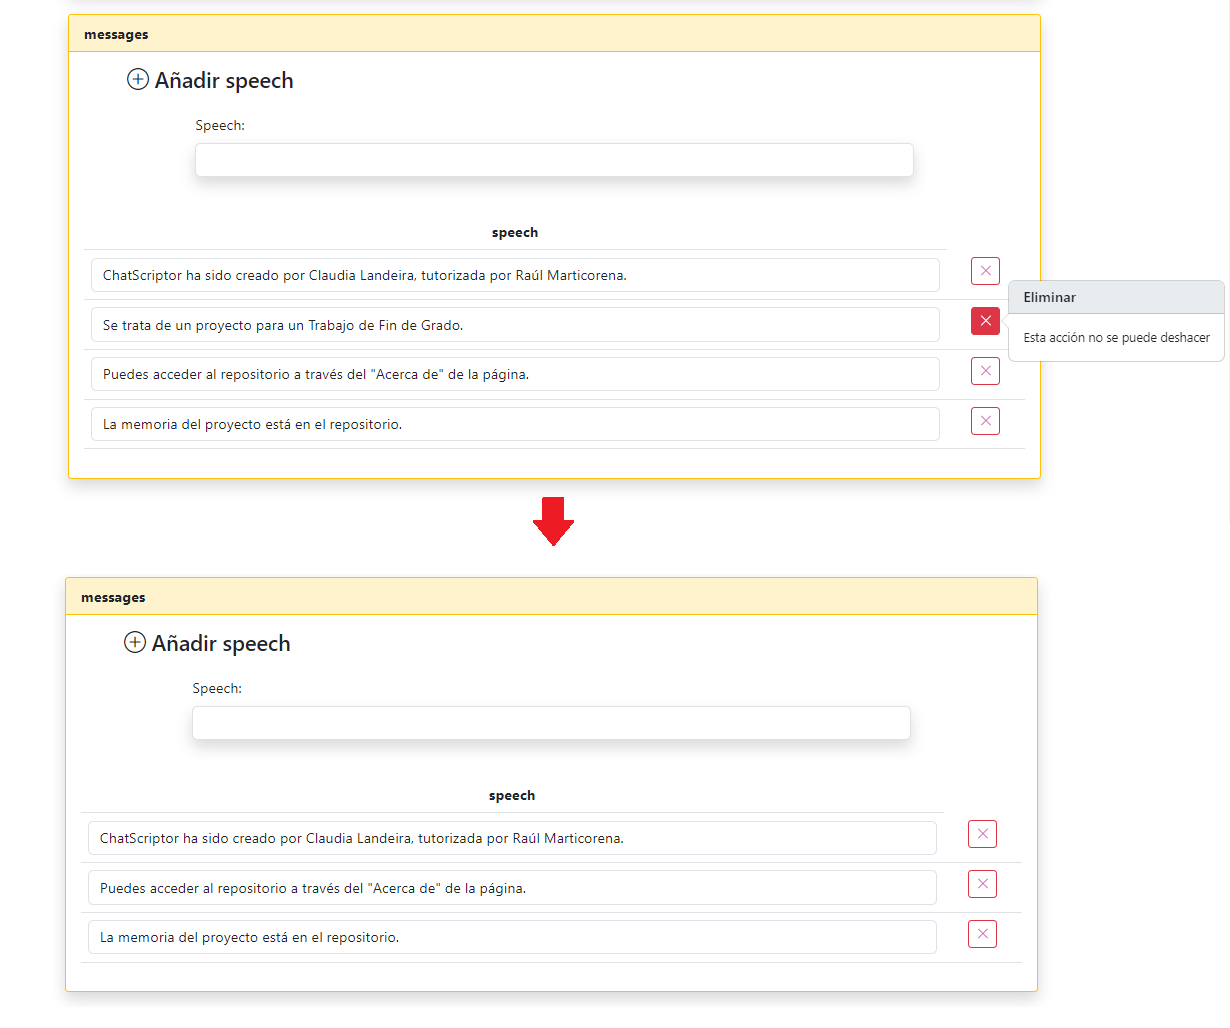 messages
Añadir speech
Speech:
speech
ChatScriptor ha sido creado por Claudia Landeira, tutorizada por Raúl Marticorena.
Eliminar
Se trata de un proyecto para un Trabajo de Fin de Grado.
Esta acción no se puede deshacer
Puedes acceder al repositorio a través del "Acerca de" de la página.
La memoria del proyecto está en el repositorio.
messages
Añadir speech
Speech:
speech
ChatScriptor ha sido creado por Claudia Landeira, tutorizada por Raúl Marticorena.
Puedes acceder al repositorio a través del "Acerca de" de la página.
La memoria del proyecto está en el repositorio.